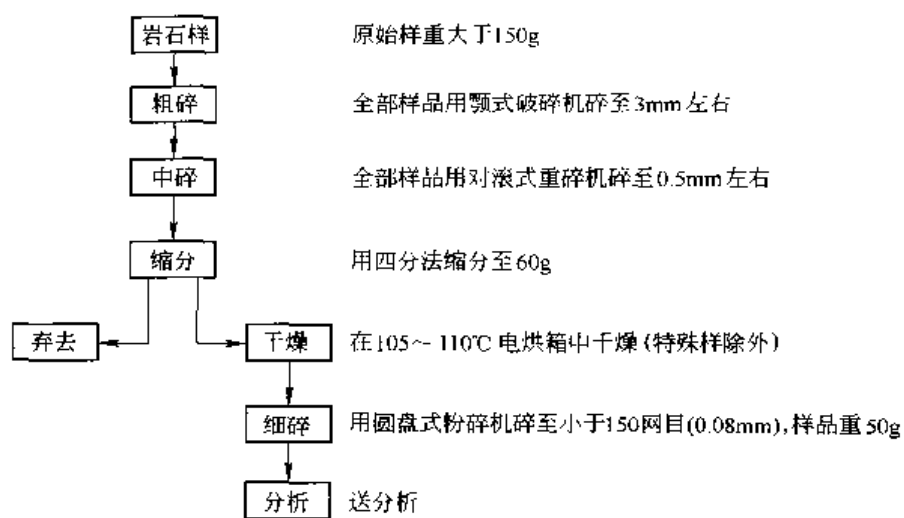 岩石样 原始样重大于150g
粗碎 全部样品用颚式破碎机碎至3mm左右
中碎 全部样品用对滚式重碎机碎至0.5mm左右
缩分 用四分法缩分至60g
弃去 干燥 在105~110℃电烘箱中干燥(特殊样除外)
细碎 用圆盘式粉碎机碎至小于150网目(0.08mm),样品重50g
分析 送分析